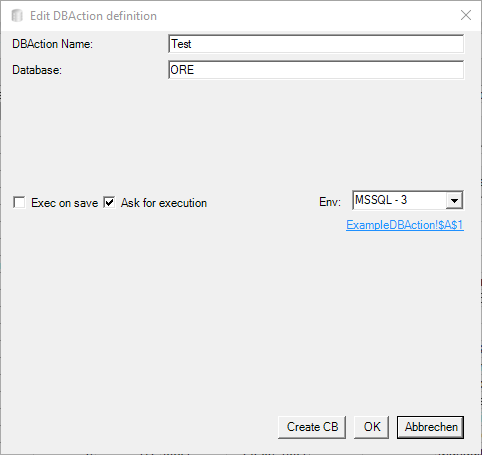 Edit DBAction definition
DBAction Name: Test
Database: ORE
Exec on save Ask for execution Env: MSSQL - 3
ExampleDBAction!$A$1
Create CB OK Abbrechen